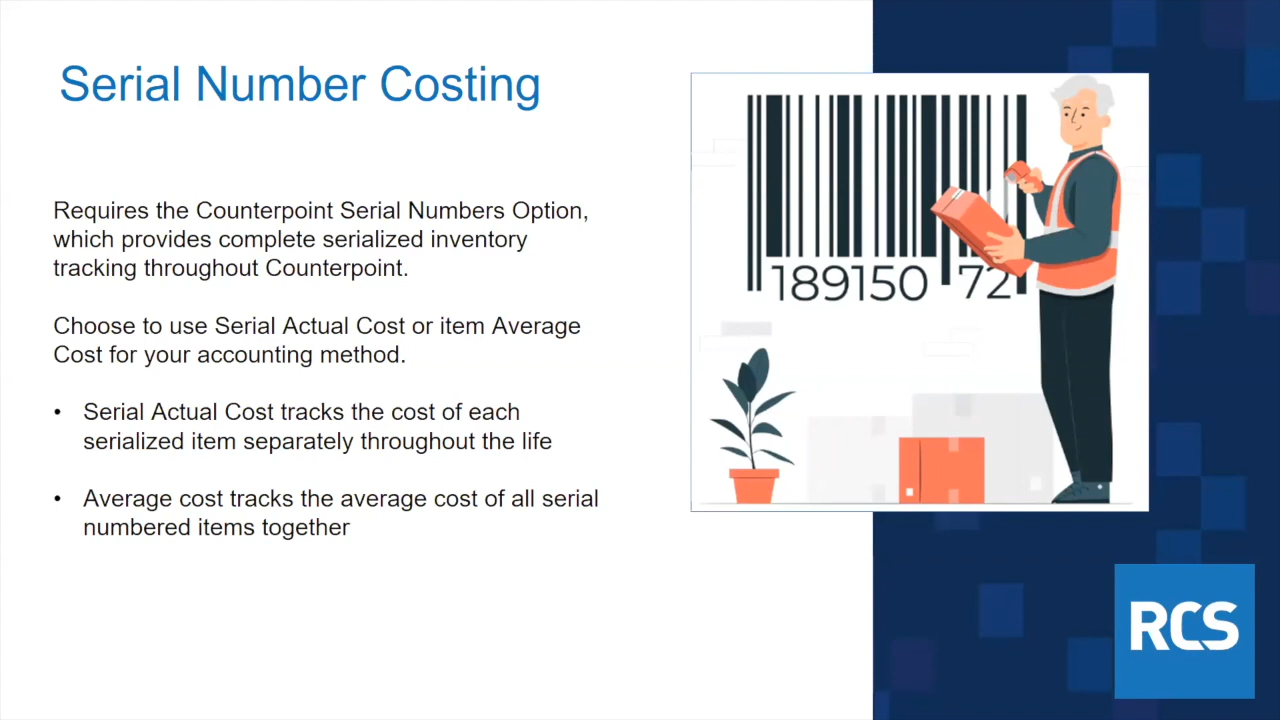 Serial Number Costing
Requires the Counterpoint Serial Numbers Option,
which provides complete serialized inventory
tracking throughout Counterpoint.
Choose to use Serial Actual Cost or item Average
Cost for your accounting method.
• Serial Actual Cost tracks the cost of each
serialized item separately throughout the life
• Average cost tracks the average cost of all serial
numbered items together
189150 72
RCS